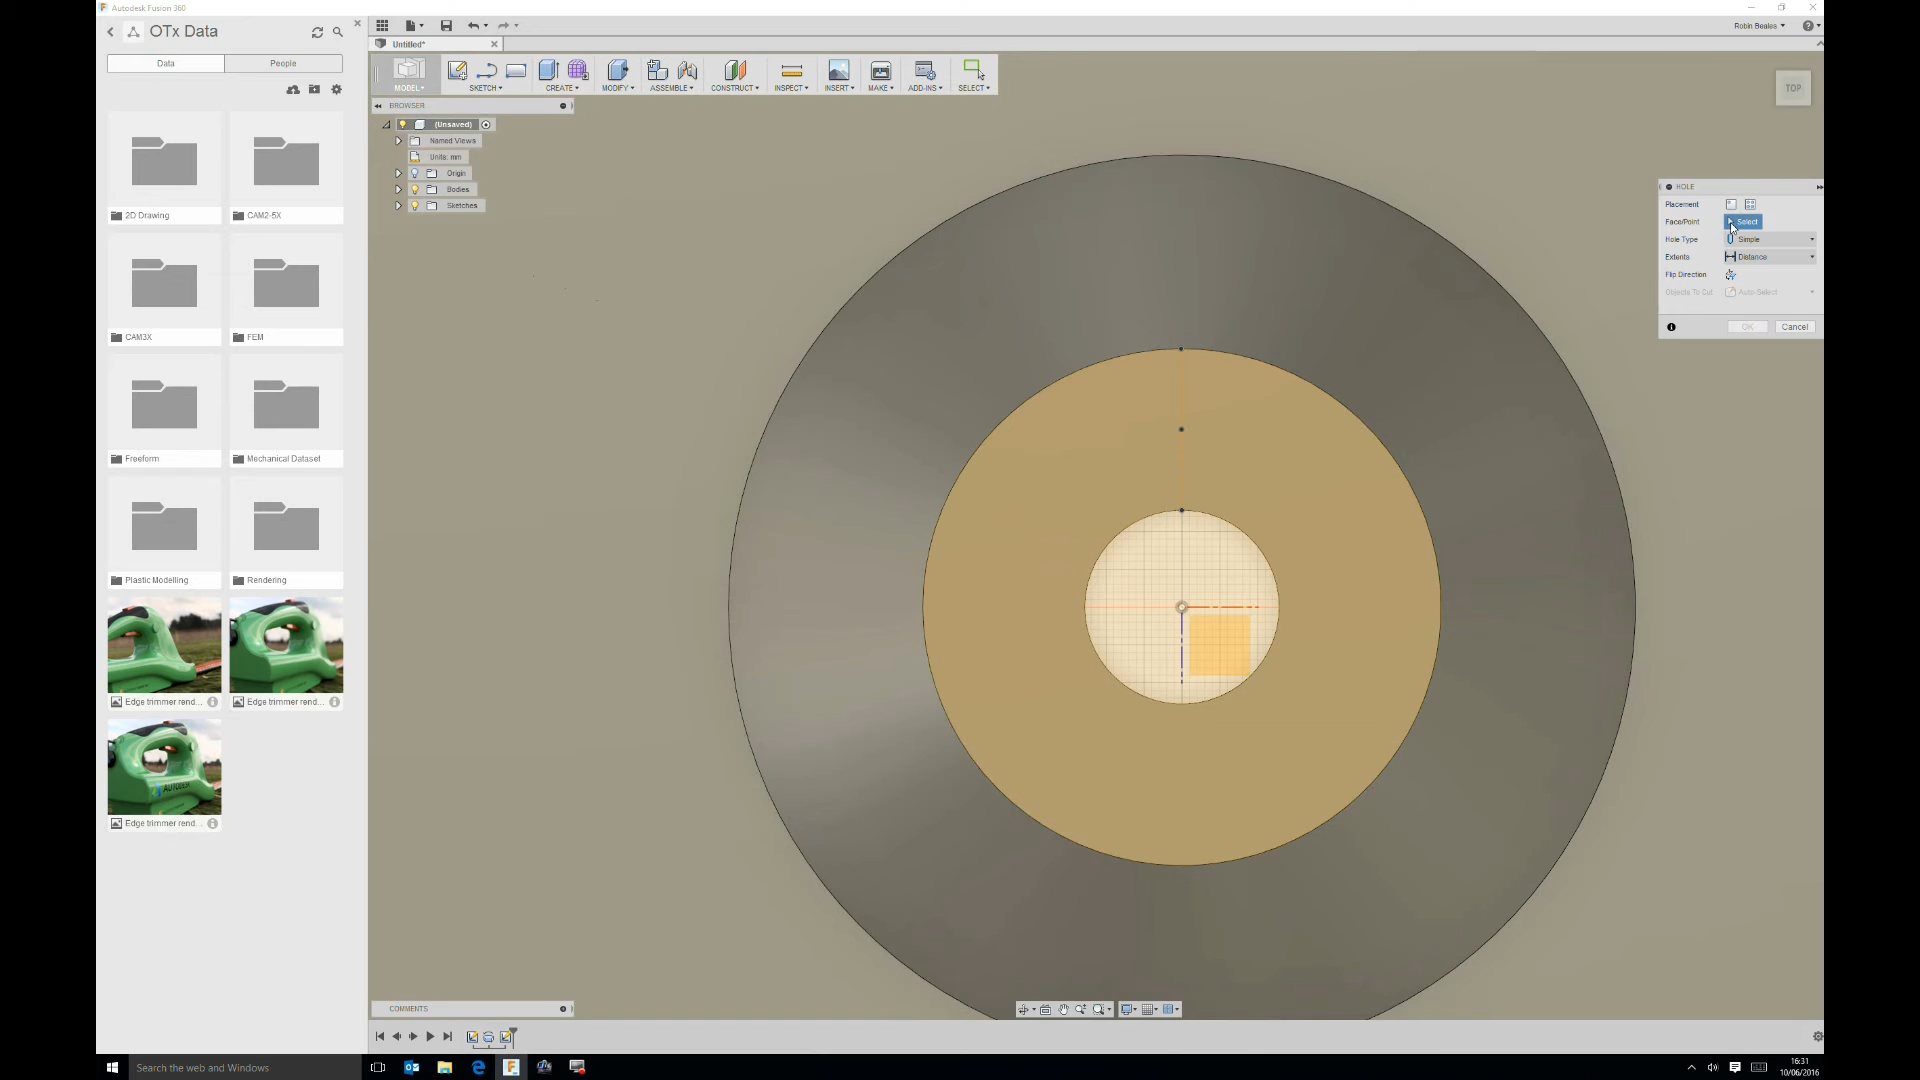 Autodesk Fusion 360
OTx Data
Data
People
2D Drawing
CAM2-5X
CAM3X
FEM
Freeform
Mechanical Dataset
Plastic Modelling
Rendering
Edge trimmer rend...
Edge trimmer rend...
Edge trimmer rend...
AUTODESK
Untitled*
Robin Beales
MODEL
SKETCH
CREATE
MODIFY
ASSEMBLE
CONSTRUCT
INSPECT
INSERT
MAKE
ADD-INS
SELECT
BROWSER
(Unsaved)
Named Views
Units: mm
Origin
Bodies
Sketches
TOP
HOLE
Placement
Face/Point
Select
Hole Type
Simple
Extents
Distance
Flip Direction
Objects To Cut
Auto-Select
OK
Cancel
COMMENTS
Search the web and Windows
16:31
10/06/2016